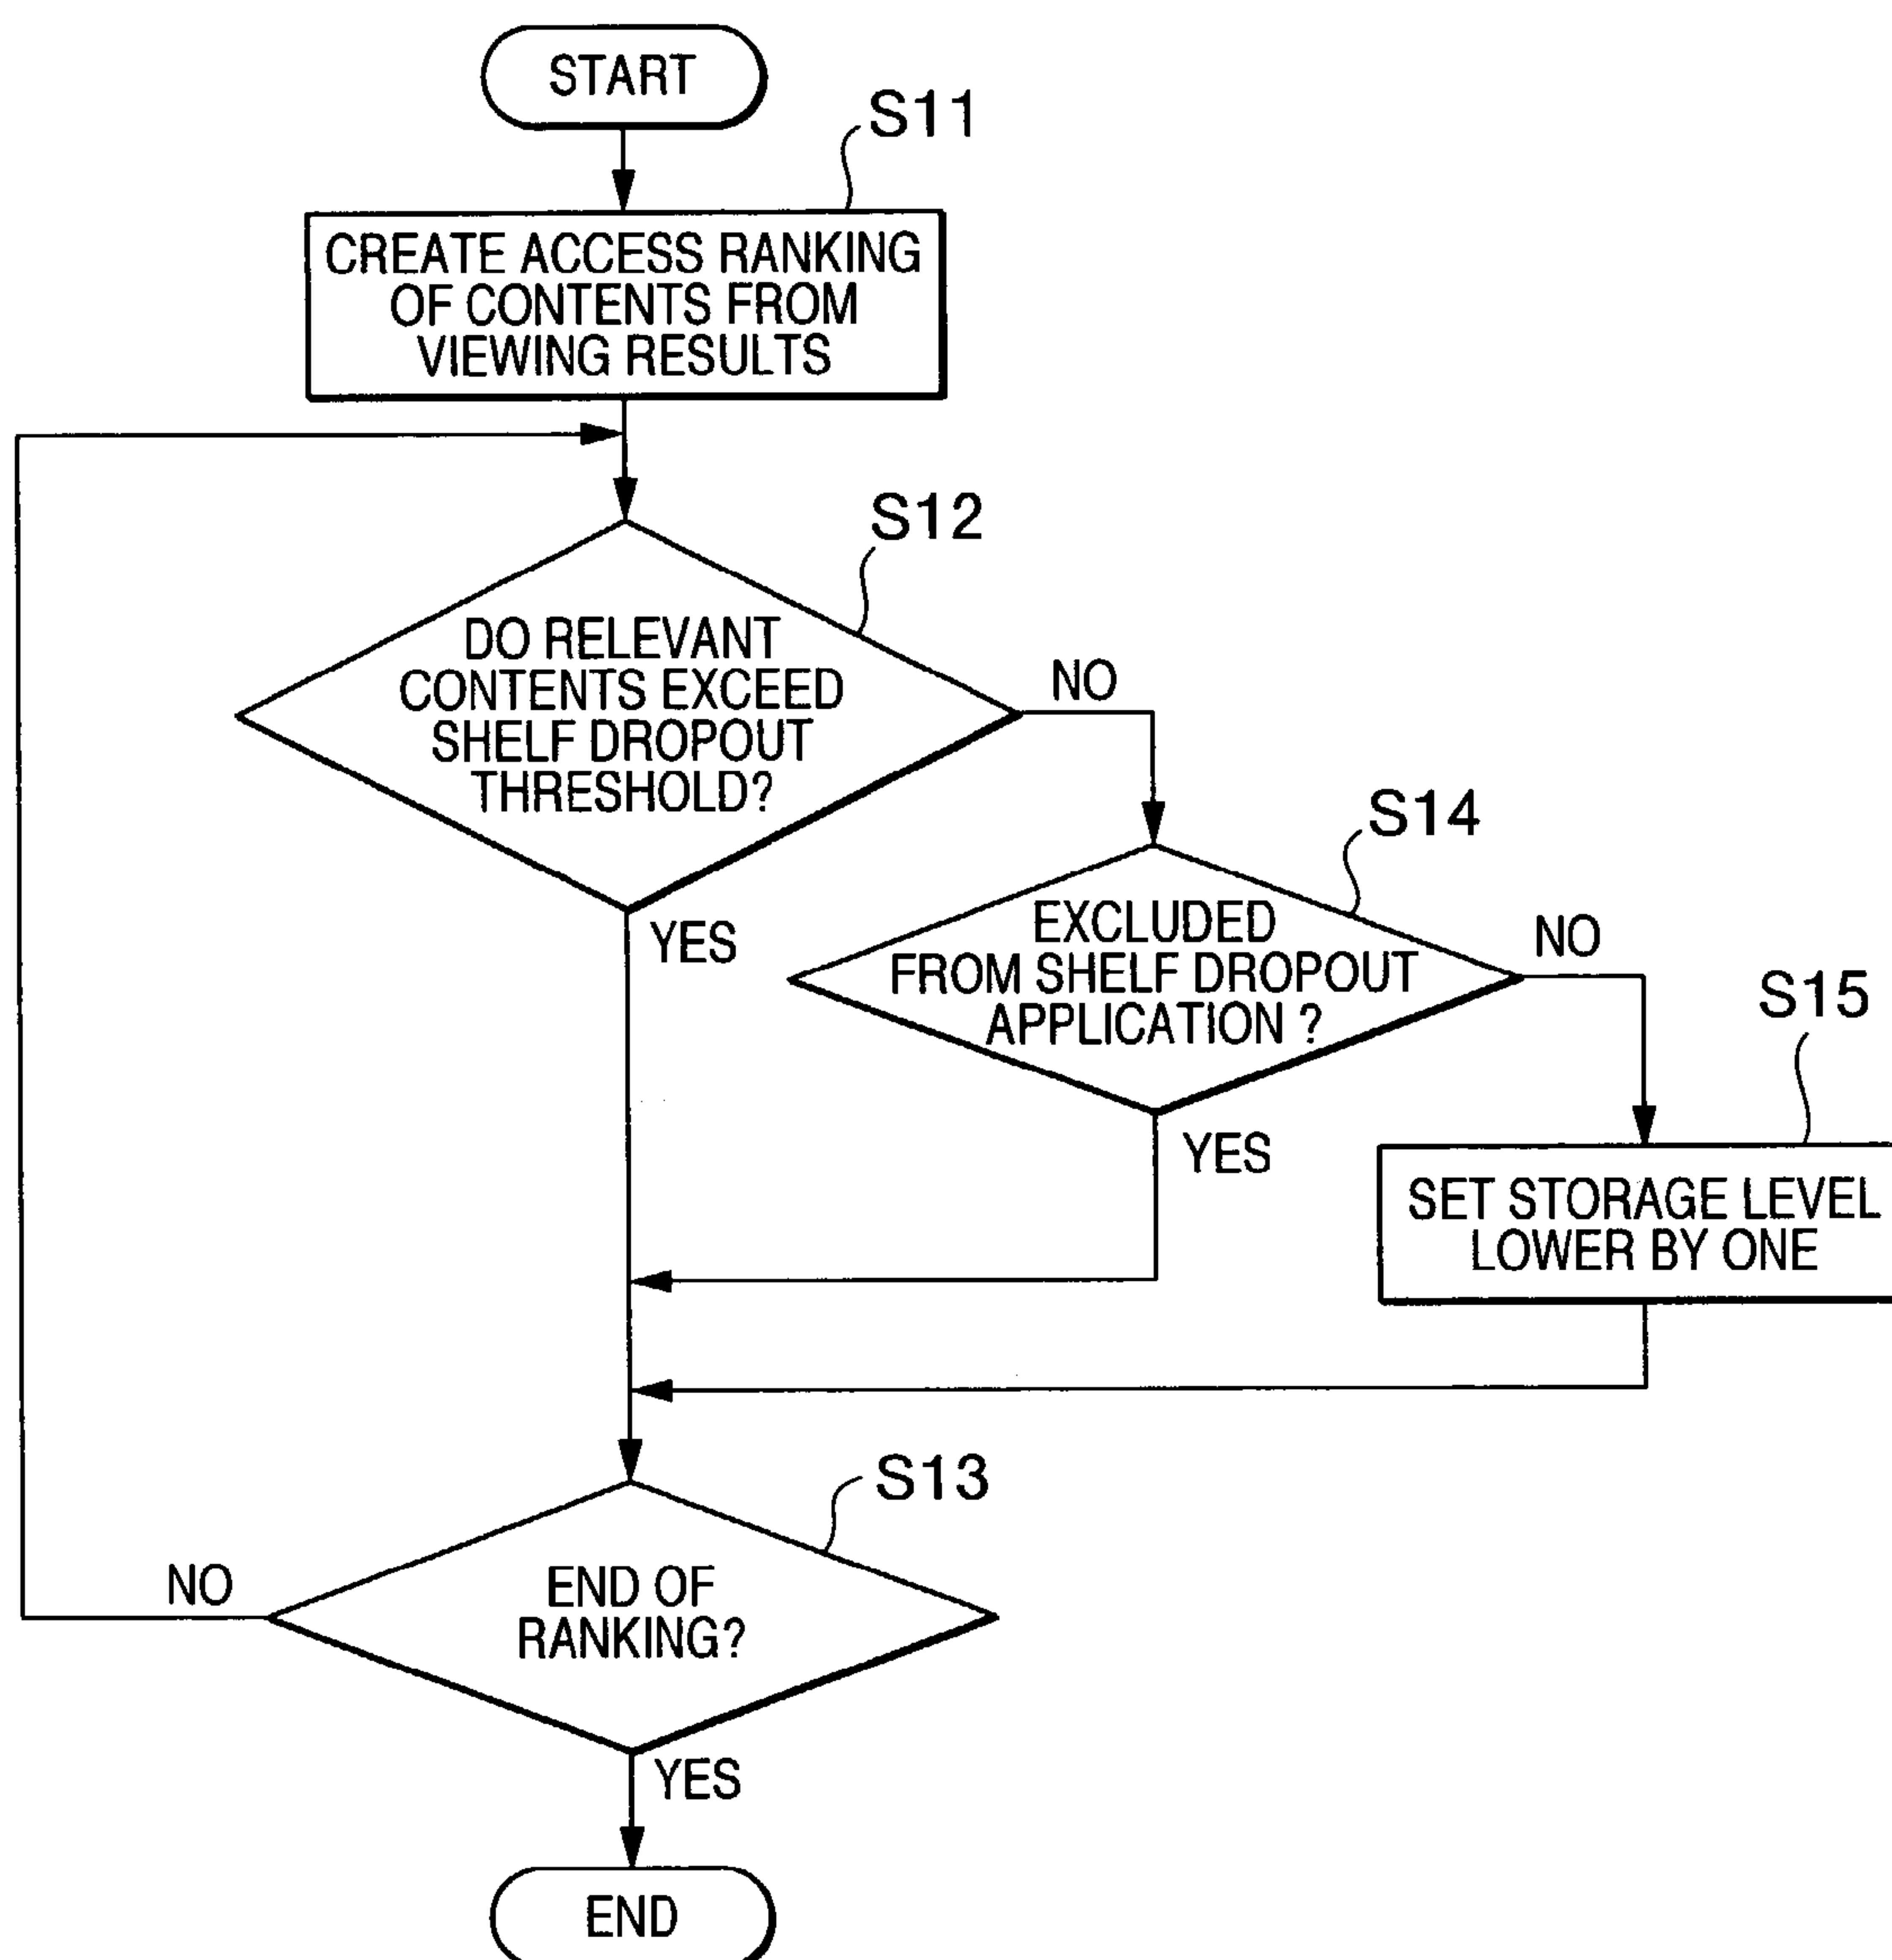 START
S11
CREATE ACCESS RANKING
OF CONTENTS FROM
VIEWING RESULTS
S12
DO RELEVANT
CONTENTS EXCEED
SHELF DROPOUT
THRESHOLD?
NO
YES
S14
EXCLUDED
FROM SHELF DROPOUT
APPLICATION ?
NO
YES
S15
SET STORAGE LEVEL
LOWER BY ONE
S13
END OF
RANKING?
NO
YES
END